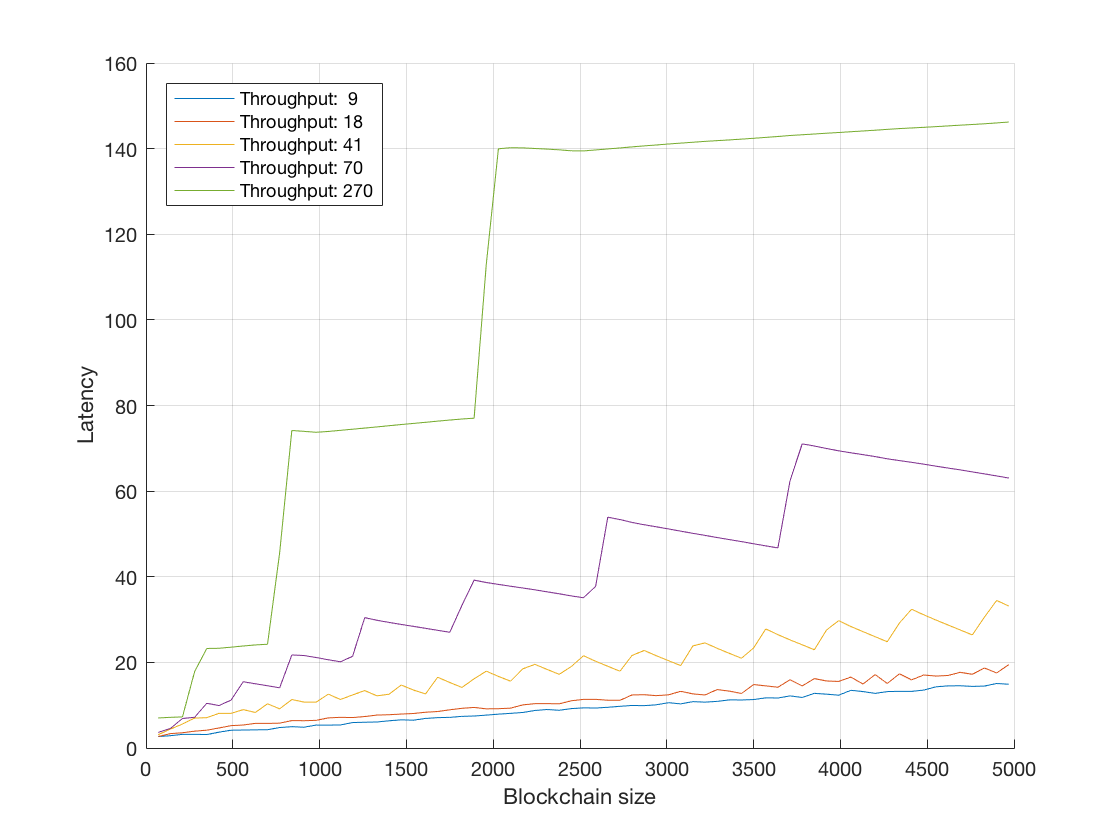 160
140
120
100
80
60
40
20
0
Latency
Throughput: 9
Throughput: 18
Throughput: 41
Throughput: 70
Throughput: 270
0 500 1000 1500 2000 2500 3000 3500 4000 4500 5000
Blockchain size